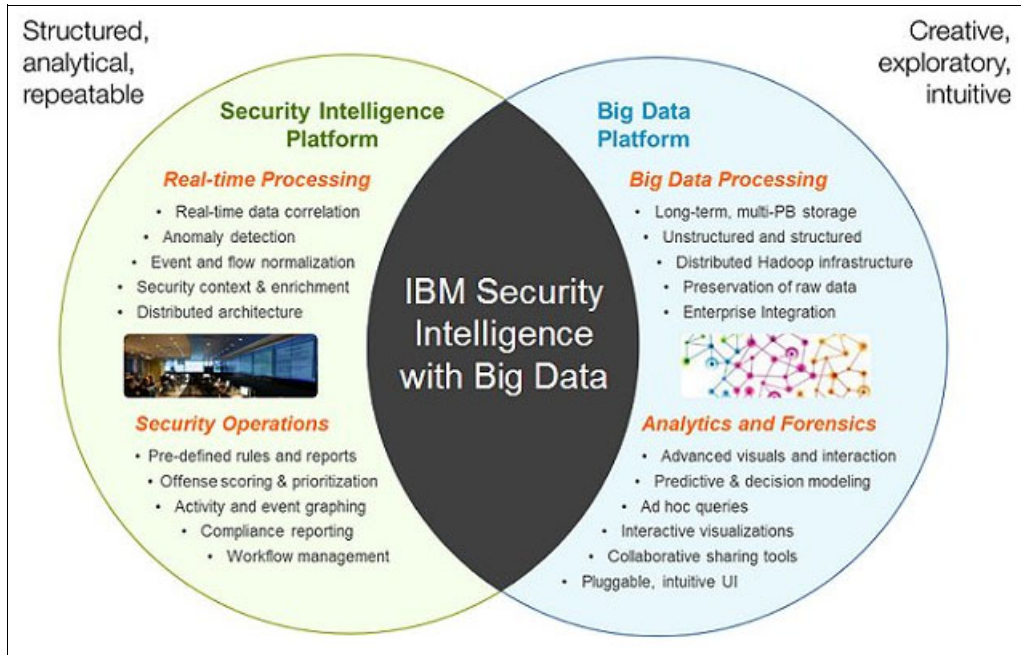 Structured,
analytical,
repeatable
Creative,
exploratory,
intuitive
Security Intelligence
Platform
Real-time Processing
• Real-time data correlation
• Anomaly detection
• Event and flow normalization
• Security context & enrichment
• Distributed architecture
Security Operations
• Pre-defined rules and reports
• Offense scoring & prioritization
• Activity and event graphing
• Compliance reporting
• Workflow management
IBM Security
Intelligence
with Big Data
Big Data
Platform
Big Data Processing
• Long-term, multi-PB storage
• Unstructured and structured
• Distributed Hadoop infrastructure
• Preservation of raw data
• Enterprise Integration
Analytics and Forensics
• Advanced visuals and interaction
• Predictive & decision modeling
• Ad hoc queries
• Interactive visualizations
• Collaborative sharing tools
• Pluggable, intuitive UI